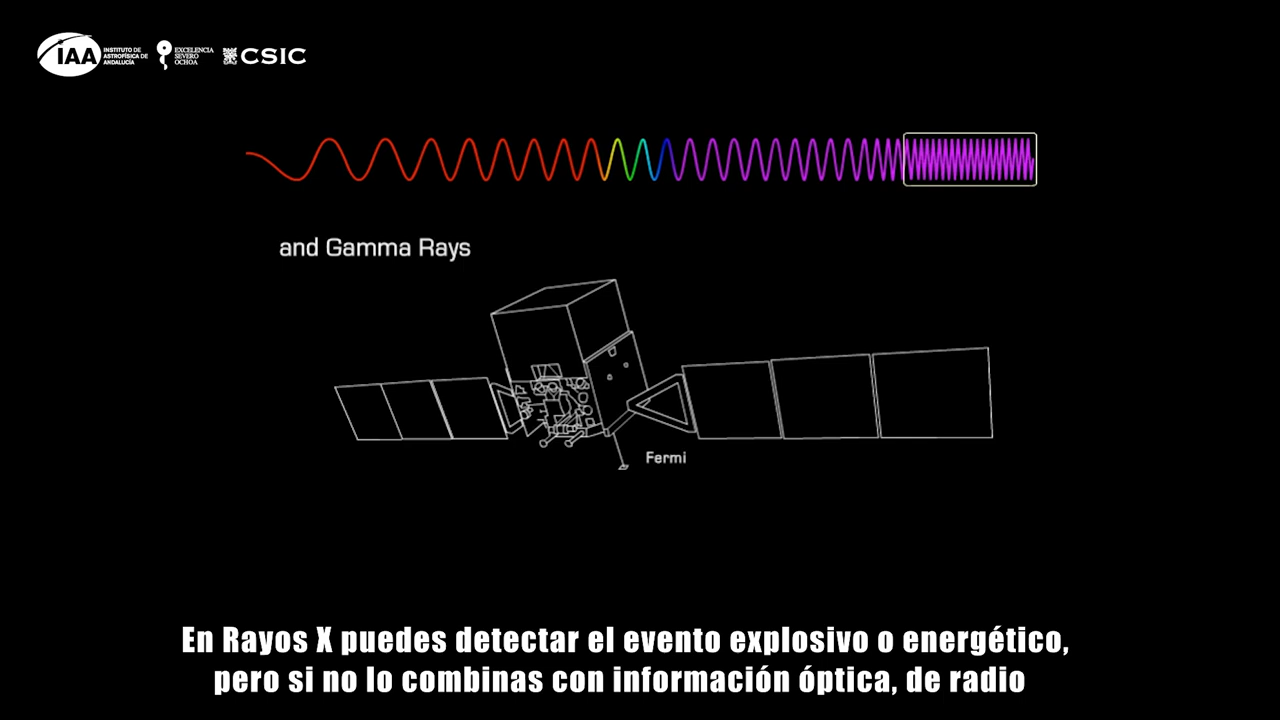 IAA
INSTITUTO DE
ASTROFÍSICA DE
ANDALUCÍA
EXCELENCIA
SEVERO
OCHOA
CSIC
and Gamma Rays
Fermi
En Rayos X puedes detectar el evento explosivo o energético,
pero si no lo combinas con información óptica, de radio